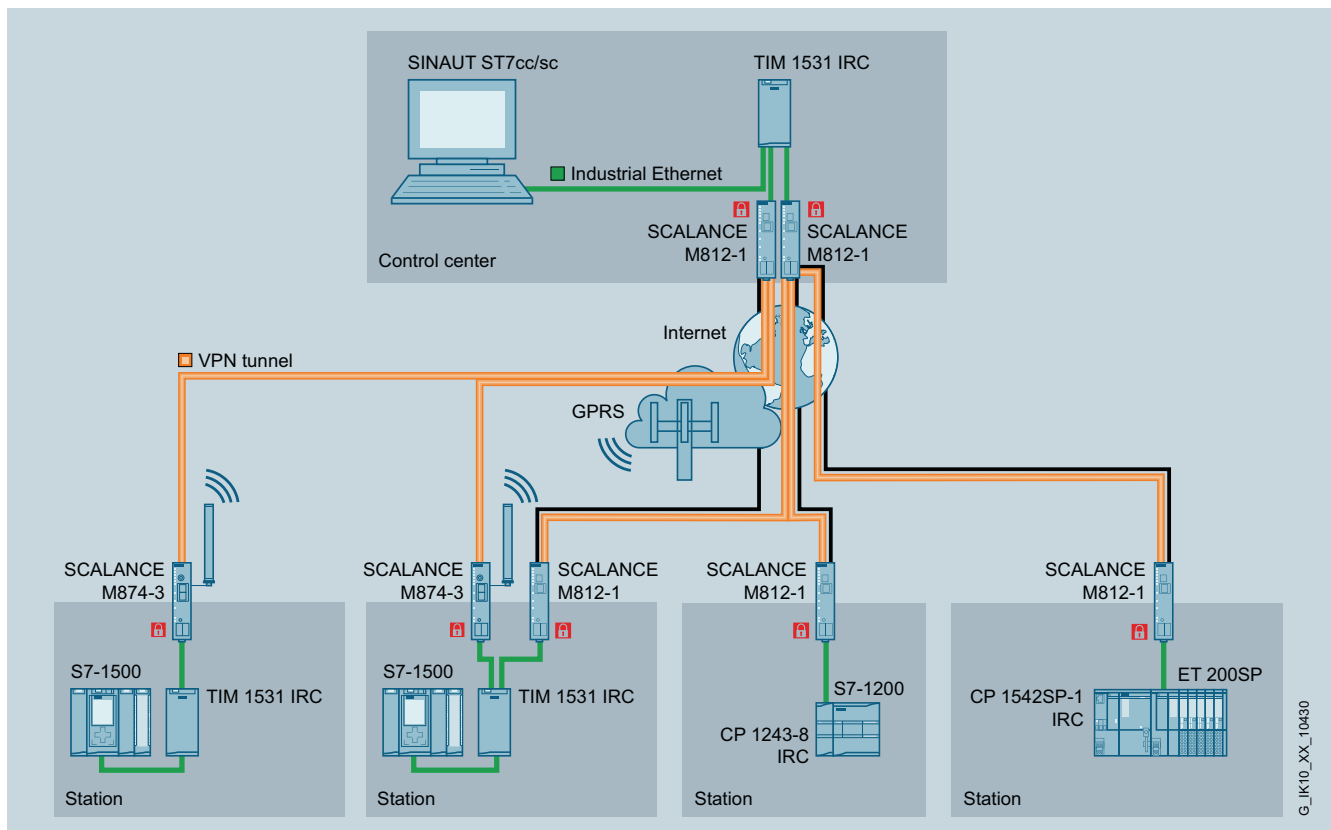 SINAUT ST7cc/sc
TIM 1531 IRC
Industrial Ethernet
SCALANCE
M812-1
SCALANCE
M812-1
Control center
Internet
VPN tunnel
GPRS
SCALANCE
M874-3
SCALANCE
M874-3
SCALANCE
M812-1
SCALANCE
M812-1
SCALANCE
M812-1
S7-1500
TIM 1531 IRC
Station
S7-1500
TIM 1531 IRC
Station
S7-1200
CP 1243-8
IRC
Station
ET 200SP
CP 1542SP-1
IRC
Station
G_IK10_XX_10430